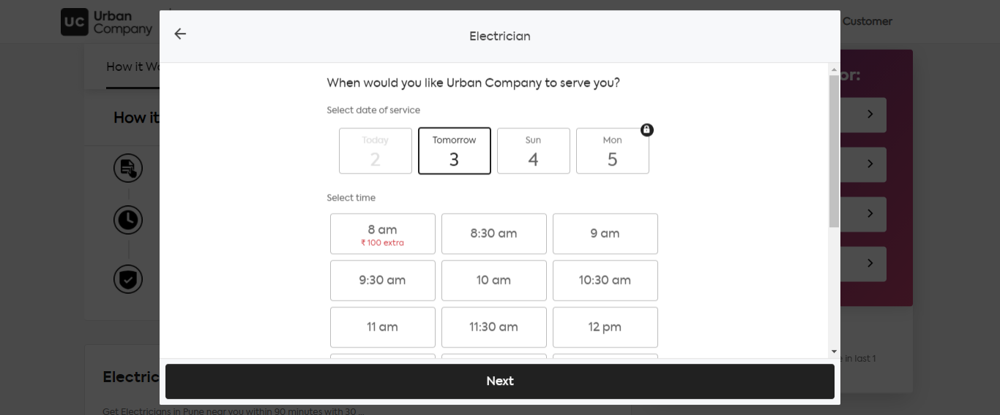 UC Urban
Company
Customer
Electrician
How it Wo
or:
When would you like Urban Company to serve you?
How it
Select date of service
Today
2
Tomorrow
3
Sun
4
Mon
5
Select time
8 am
₹ 100 extra
8:30 am
9 am
9:30 am
10 am
10:30 am
11 am
11:30 am
12 pm
e in last 1
Electric
Next
Get Electricians in Pune near you within 90 minutes with 30 ...